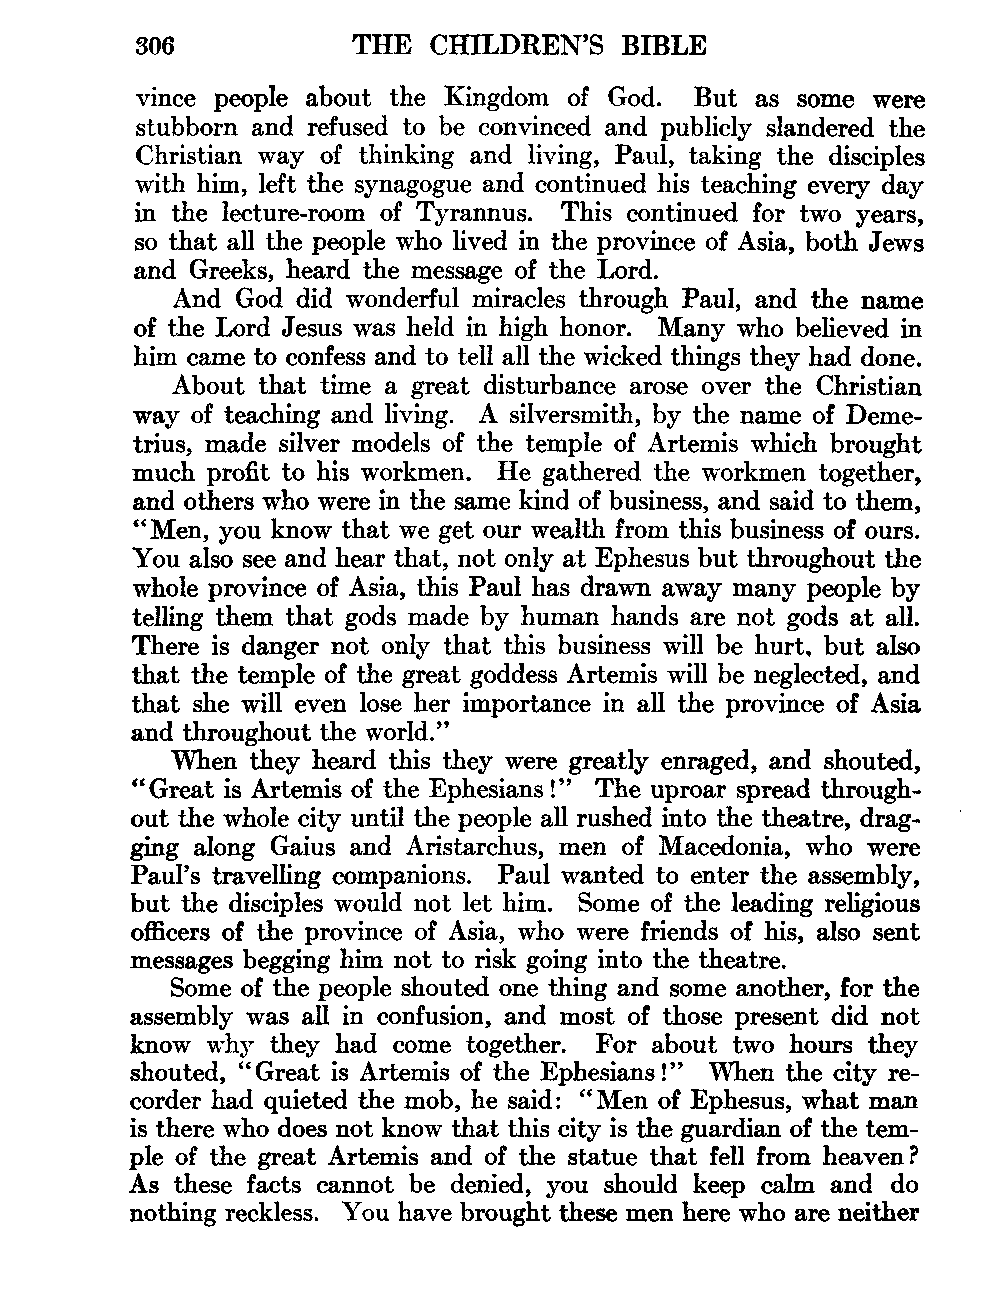 306 THE CHILDREN'S BIBLE
vince people about the Kingdom of God. But as some were
stubborn and refused to be convinced and publicly slandered the
Christian way of thinking and living, Paul, taking the disciples
with him, left the synagogue and continued his teaching every day
in the lecture-room of Tyrannus. This continued for two years,
so that all the people who lived in the province of Asia, both Jews
and Greeks, heard the message of the Lord.
And God did wonderful miracles through Paul, and the name
of the Lord Jesus was held in high honor. Many who believed in
him came to confess and to tell all the wicked things they had done.
About that time a great disturbance arose over the Christian
way of teaching and living. A silversmith, by the name of Deme-
trius, made silver models of the temple of Artemis which brought
much profit to his workmen. He gathered the workmen together,
and others who were in the same kind of business, and said to them,
"Men, you know that we get our wealth from this business of ours.
You also see and hear that, not only at Ephesus but throughout the
whole province of Asia, this Paul has drawn away many people by
telling them that gods made by human hands are not gods at all.
There is danger not only that this business will be hurt, but also
that the temple of the great goddess Artemis will be neglected, and
that she will even lose her importance in all the province of Asia
and throughout the world."
When they heard this they were greatly enraged, and shouted,
"Great is Artemis of the Ephesians!" The uproar spread through-
out the whole city until the people all rushed into the theatre, drag-
ging along Gaius and Aristarchus, men of Macedonia, who were
Paul's travelling companions. Paul wanted to enter the assembly,
but the disciples would not let him. Some of the leading religious
officers of the province of Asia, who were friends of his, also sent
messages begging him not to risk going into the theatre.
Some of the people shouted one thing and some another, for the
assembly was all in confusion, and most of those present did not
know why they had come together. For about two hours they
shouted, "Great is Artemis of the Ephesians!" When the city re-
corder had quieted the mob, he said: "Men of Ephesus, what man
is there who does not know that this city is the guardian of the tem-
ple of the great Artemis and of the statue that fell from heaven?
As these facts cannot be denied, you should keep calm and do
nothing reckless. You have brought these men here who are neither